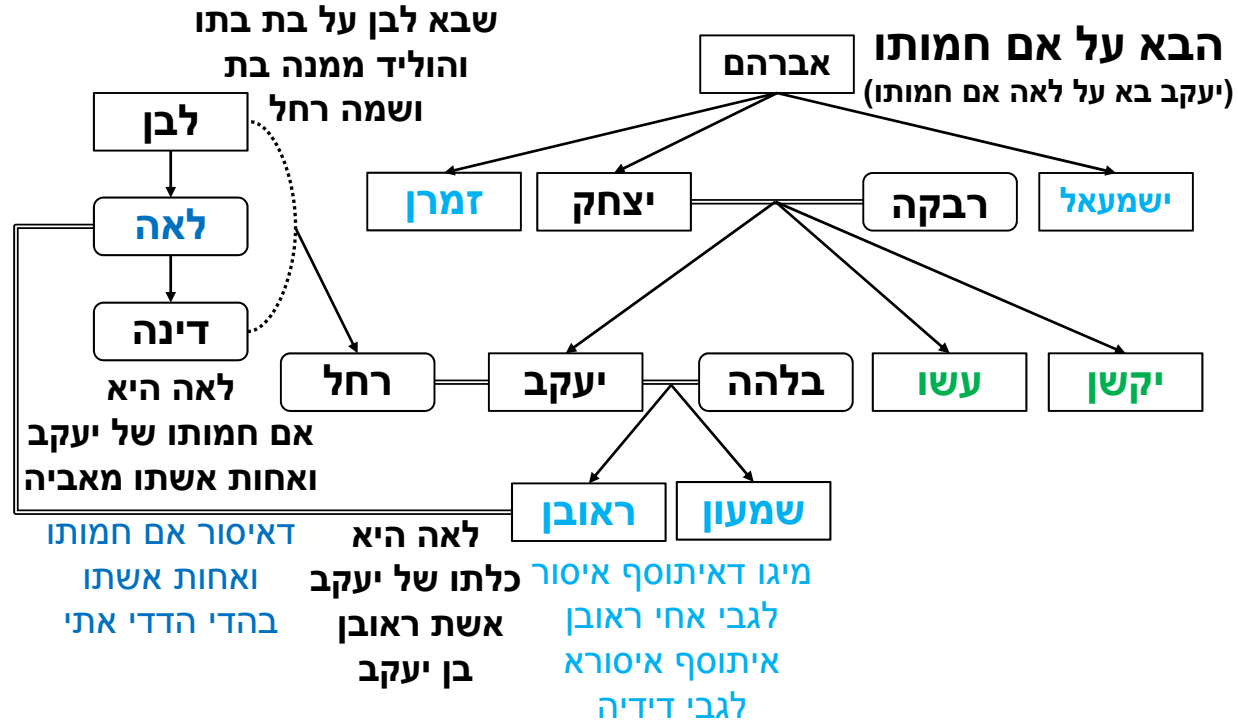 הבא על אם חמותו
(יעקב בא על לאה אם חמותו)
שבא לבן על בת בתו
והוליד ממנה בת
ושמה רחל
אברהם
לבן
ישמעאל
רבקה
יצחק
זמרן
לאה
דינה
יקשן
עשו
בלהה
יעקב
רחל
לאה היא
אם חמותו של יעקב
ואחות אשתו מאביה
שמעון
ראובן
דאיסור אם חמותו
ואחות אשתו
בהדי הדדי אתי
לאה היא
כלתו של יעקב
אשת ראובן
בן יעקב
מיגו דאיתוסף איסור
לגבי אחי ראובן
איתוסף איסורא
לגבי דידיה